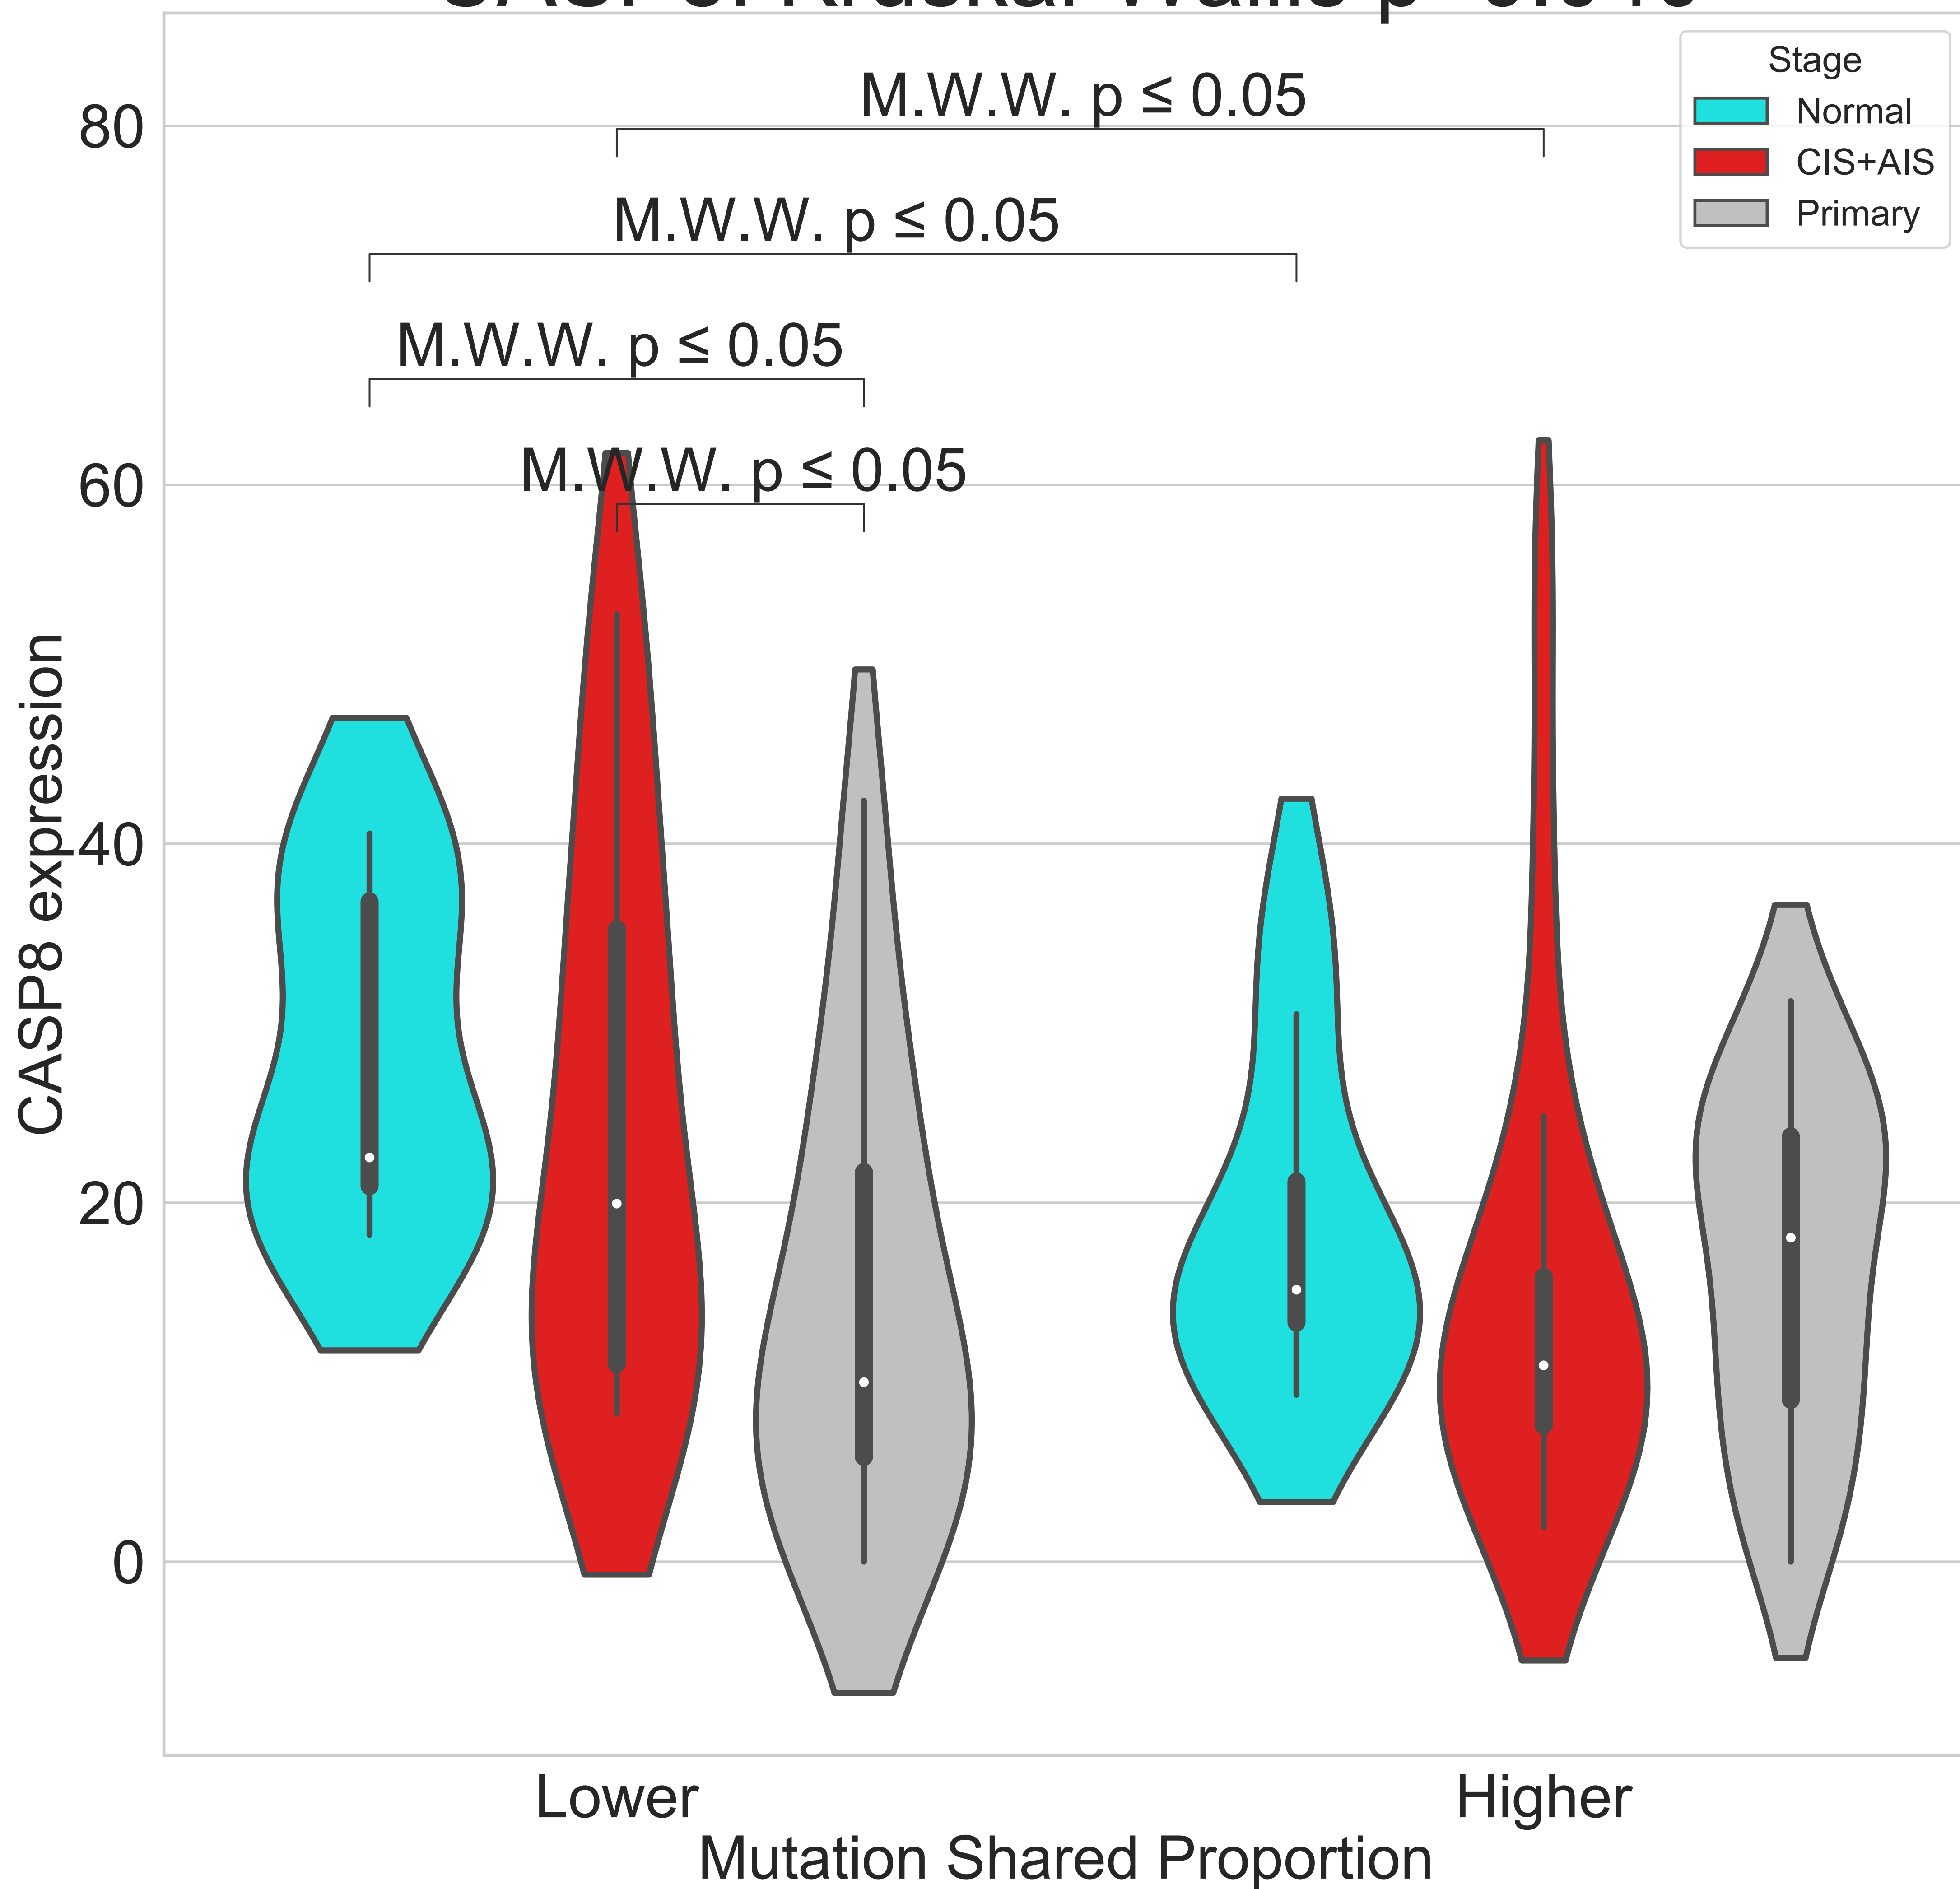 Stage
Normal
CIS+AIS
Primary
M.W.W. p ≤ 0.05
M.W.W. p ≤ 0.05
M.W.W. p ≤ 0.05
M.W.W. p ≤ 0.05
80
60
40
20
0
CASP8 expression
Lower
Higher
Mutation Shared Proportion